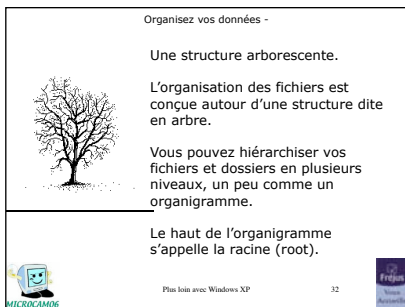 Organisez vos données -
Une structure arborescente.
L'organisation des fichiers est
conçue autour d'une structure dite
en arbre.
Vous pouvez hiérarchiser vos
fichiers et dossiers en plusieurs
niveaux, un peu comme un
organigramme.
Le haut de l'organigramme
s'appelle la racine (root).
MICROCAM06
Plus loin avec Windows XP
32
Fréjus
Vous